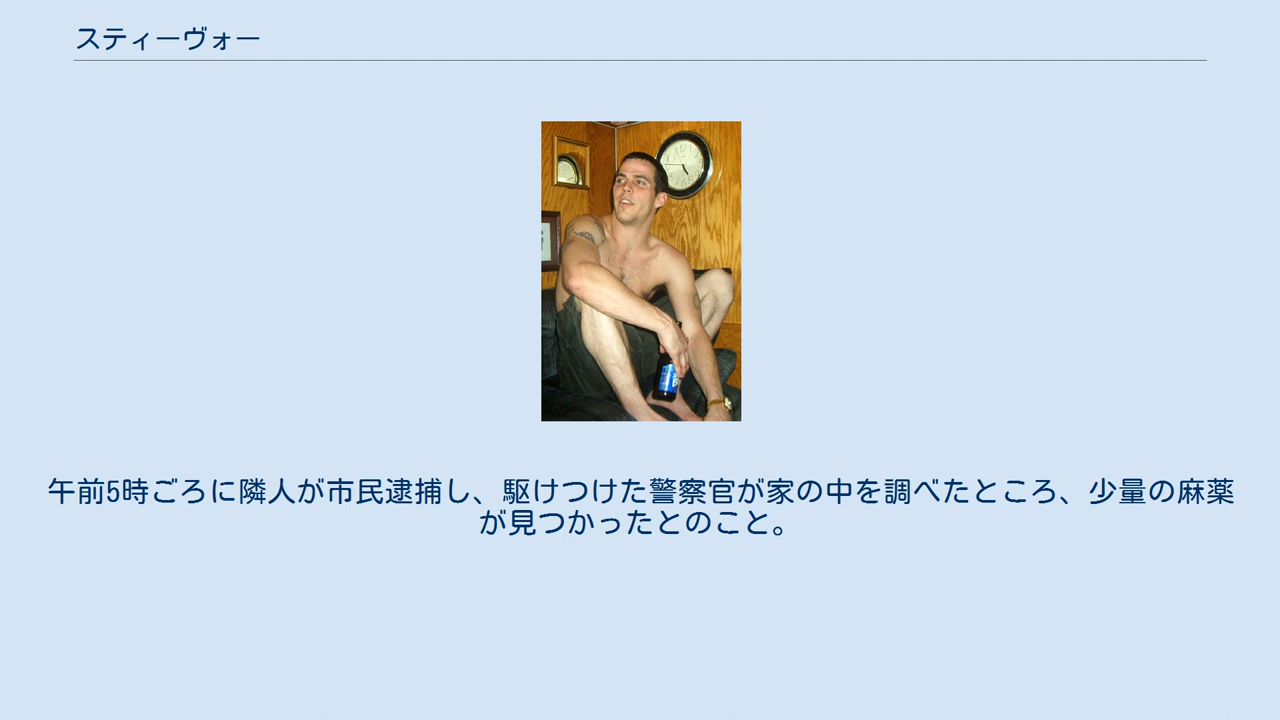 スティーヴォー
午前5時ごろに隣人が市民逮捕し、駆けつけた警察官が家の中を調べたところ、少量の麻薬
が見つかったとのこと。